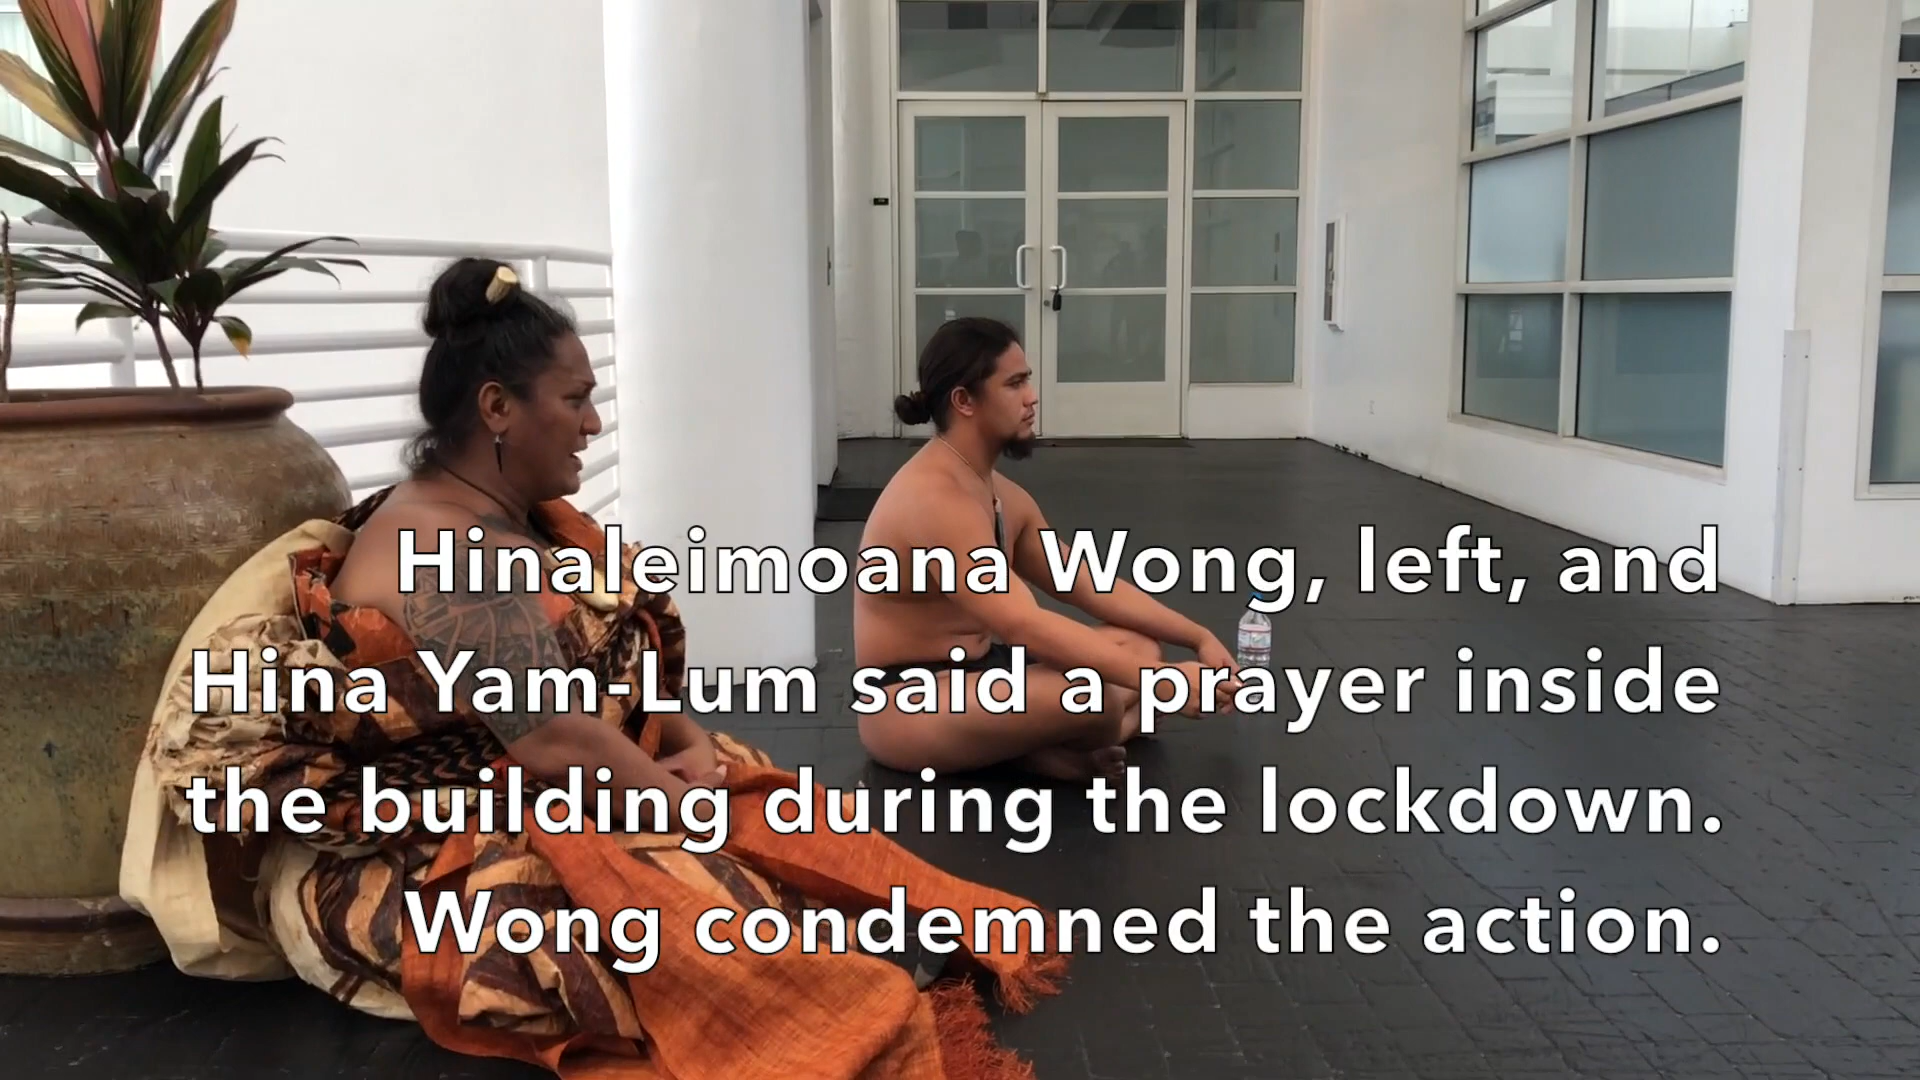 Hinaleimoana Wong, left, and
Hina Yam-Lum said a prayer inside
the building during the lockdown.
Wong condemned the action.